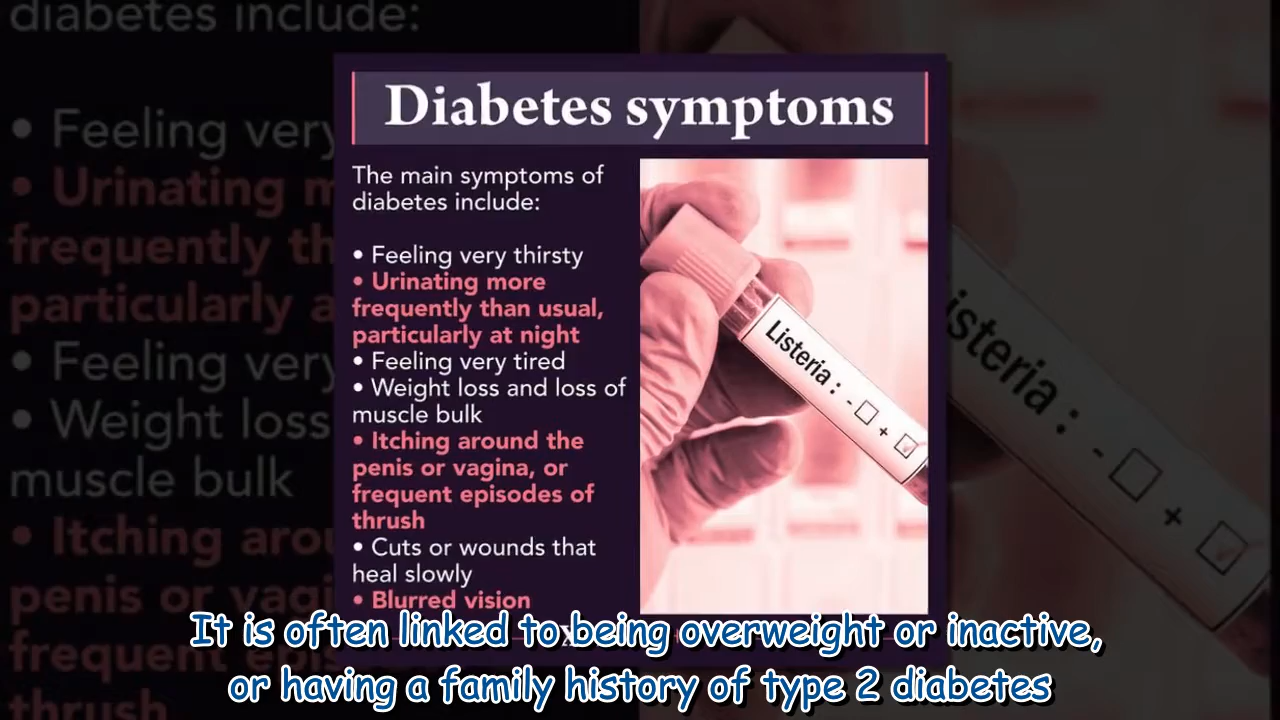 diabetes include:
• Feeling very
• Urinating m
frequently th
particularly a
• Feeling very
• Weight loss
muscle bulk
• Itching arou
penis or vagi
frequent epis
thrush
Diabetes symptoms
The main symptoms of
diabetes include:
• Feeling very thirsty
• Urinating more
frequently than usual,
particularly at night
• Feeling very tired
• Weight loss and loss of
muscle bulk
• Itching around the
penis or vagina, or
frequent episodes of
thrush
• Cuts or wounds that
heal slowly
• Blurred vision
Listeria : - □ + ☑
isteria : - □ + ☑
It is often linked to being overweight or inactive,
or having a family history of type 2 diabetes